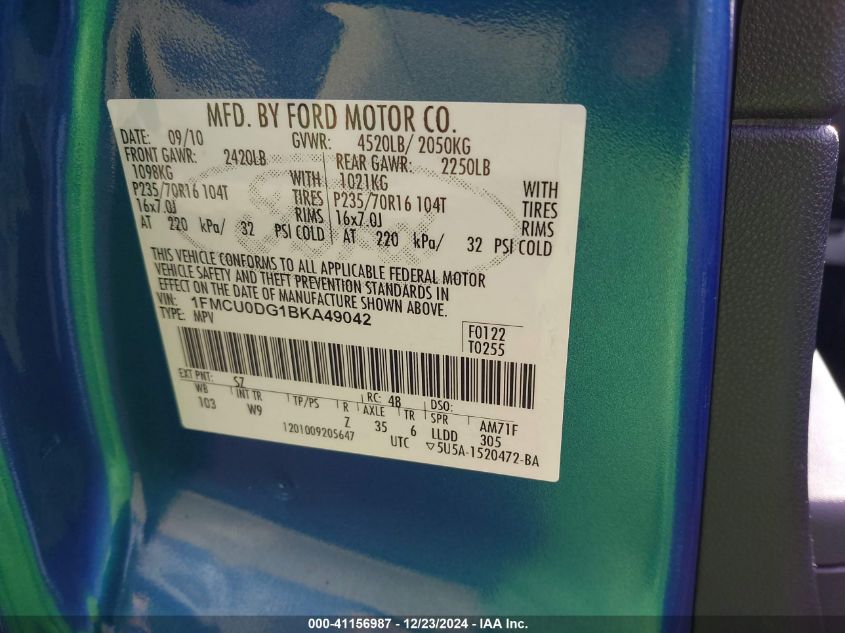 MFD. BY FORD MOTOR CO.
DATE: 09/10 GVWR: 4520LB/ 2050KG
FRONT GAWR: 2420LB REAR GAWR: 2250LB
1098KG WITH 1021KG WITH
P235/70R16 104T TIRES P235/70R16 104T TIRES
16x7.0J RIMS 16x7.0J RIMS
AT 220 kPa/ 32 PSI COLD AT 220 kPa/ 32 PSI COLD
THIS VEHICLE CONFORMS TO ALL APPLICABLE FEDERAL MOTOR
VEHICLE SAFETY AND THEFT PREVENTION STANDARDS IN
EFFECT ON THE DATE OF MANUFACTURE SHOWN ABOVE.
VIN: 1FMCU0DG1BKA49042
TYPE: MPV
F0122
T0255
EXT PNT: SZ RC: 48 DSO:
WB INT TR TP/PS R AXLE TR SPR AM71F
103 W9 Z 35 6 LLDD 305
1201009205647 UTC ▽5U5A-1520472-BA
000-41156987 - 12/23/2024 - Copyright © 2024 IAA, Inc.